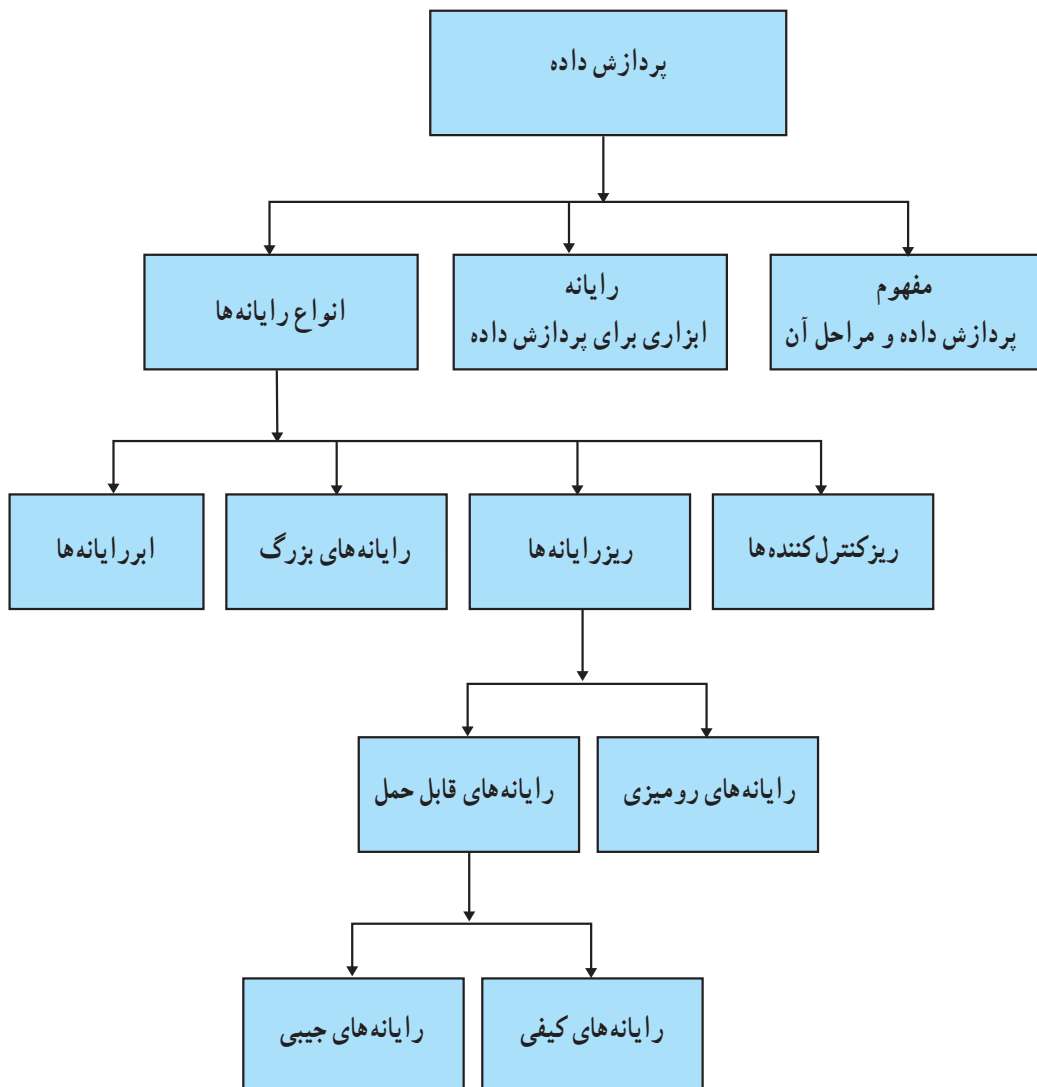 پردازش داده
مفهوم
پردازش داده و مراحل آن
رایانه
ابزاری برای پردازش داده
انواع رایانه‌ها
ریزکنترل‌کننده‌ها
ریزرایانه‌ها
رایانه‌های بزرگ
ابررایانه‌ها
رایانه‌های رومیزی
رایانه‌های قابل حمل
رایانه‌های کیفی
رایانه‌های جیبی